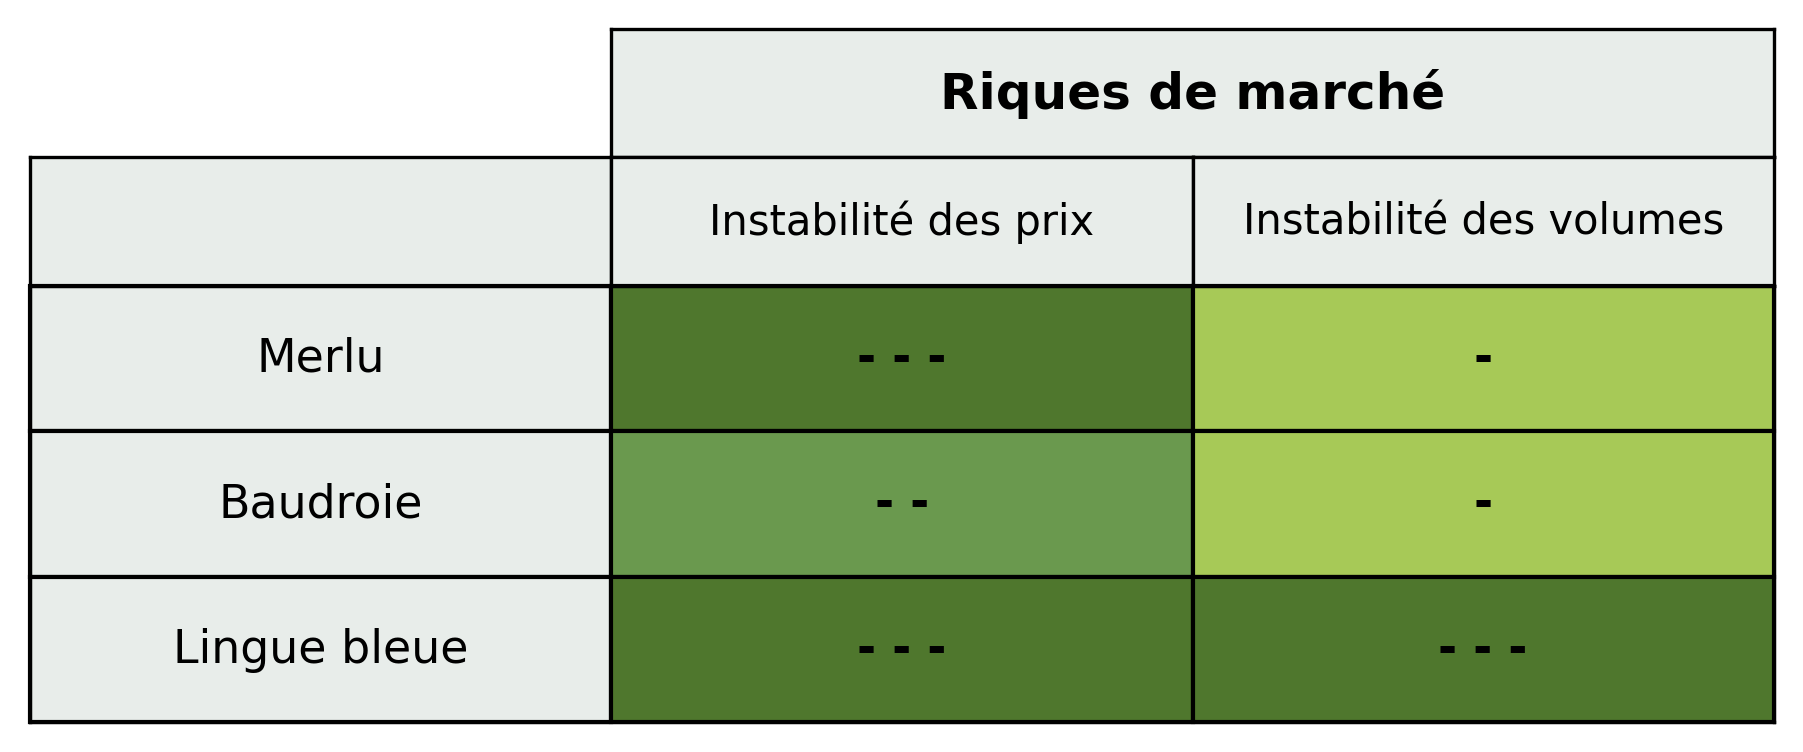 Riques de marché
Instabilité des prix Instabilité des volumes
Merlu - - - -
Baudroie - - -
Lingue bleue - - - - - -